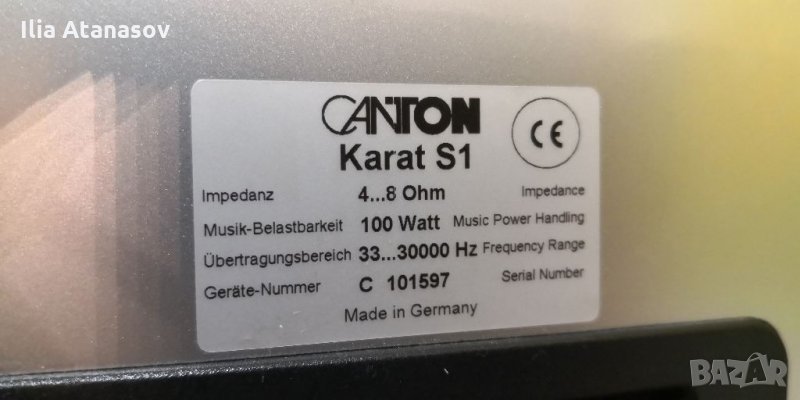 Ilia Atanasov
CANTON
CE
Karat S1
Impedanz 4...8 Ohm Impedance
Musik-Belastbarkeit 100 Watt Music Power Handling
Übertragungsbereich 33...30000 Hz Frequency Range
Geräte-Nummer C 101597 Serial Number
Made in Germany
BAZAR